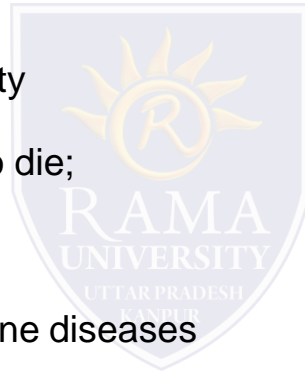 ty
o die;
R
RAMA
UNIVERSITY
UTTAR PRADESH
KANPUR
ne diseases